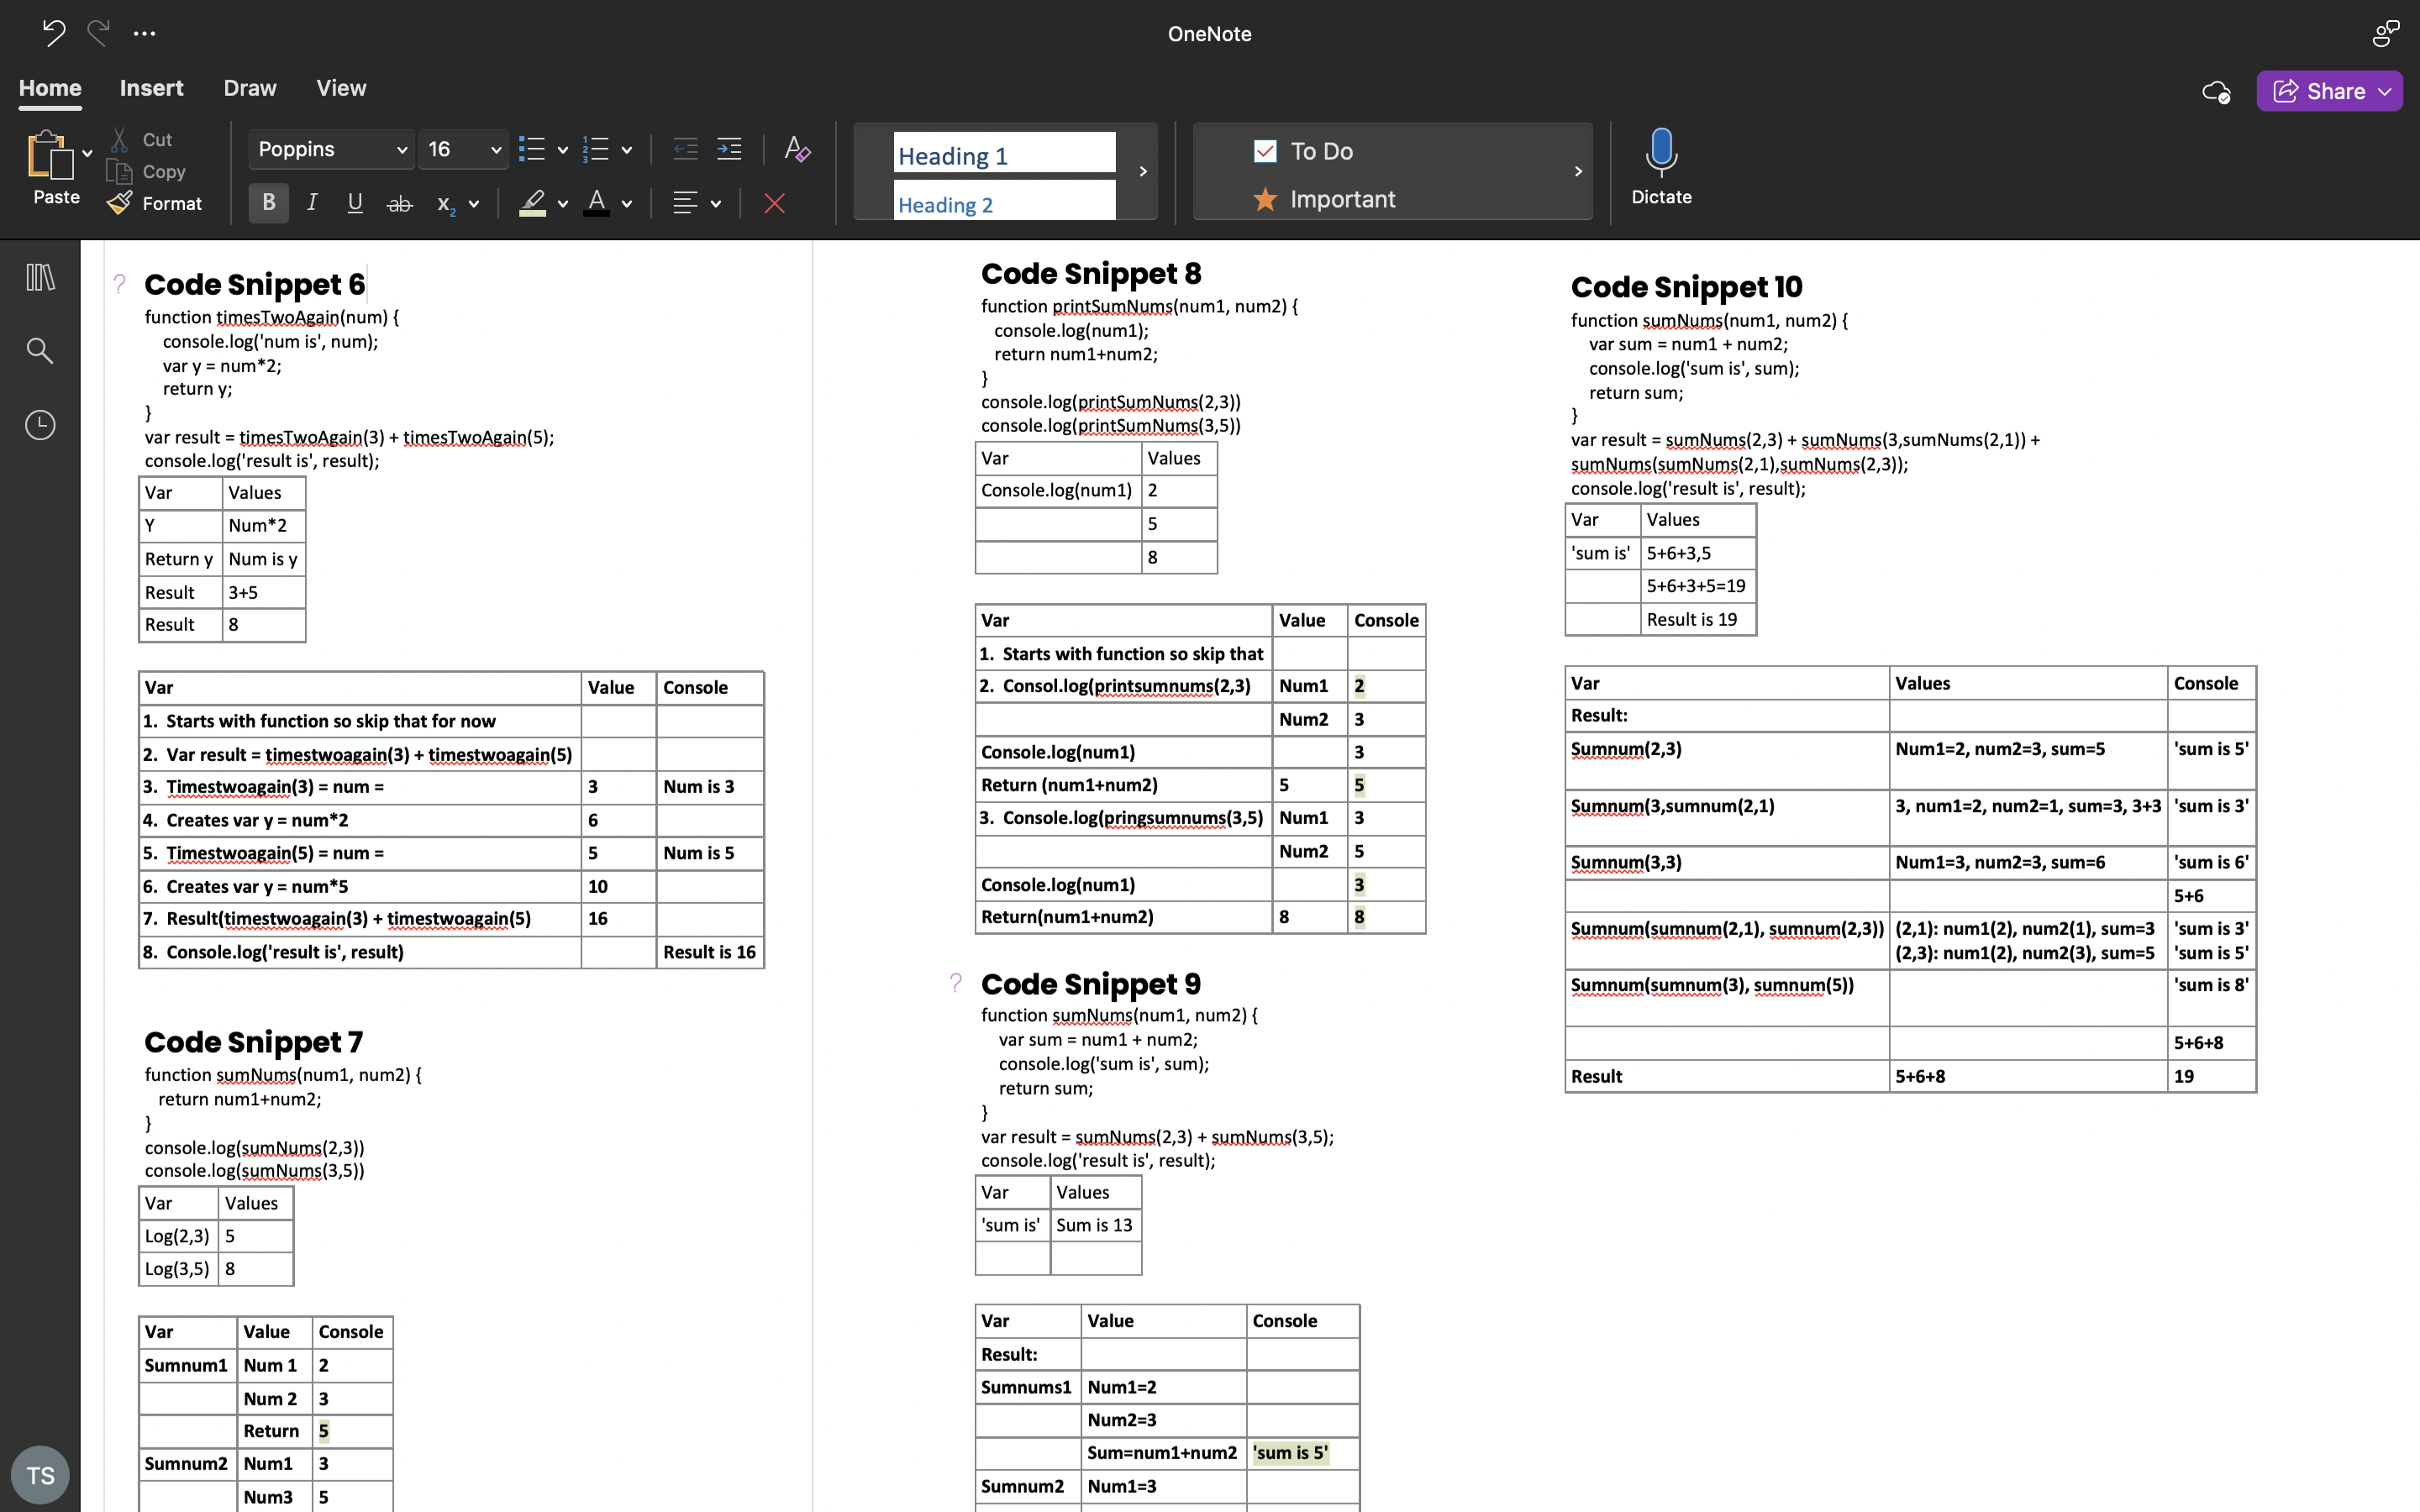 OneNote
Home Insert Draw View
Share
Paste
Cut
Copy
Format
Poppins 16
B I U ab x2 A
Heading 1
Heading 2
To Do
Important
Dictate
? Code Snippet 6
function timesTwoAgain(num) {
console.log('num is', num);
var y = num*2;
return y;
}
var result = timesTwoAgain(3) + timesTwoAgain(5);
console.log('result is', result);
Var Values
Y Num*2
Return y Num is y
Result 3+5
Result 8
Var Value Console
1. Starts with function so skip that for now
2. Var result = timestwoagain(3) + timestwoagain(5)
3. Timestwoagain(3) = num = 3 Num is 3
4. Creates var y = num*2 6
5. Timestwoagain(5) = num = 5 Num is 5
6. Creates var y = num*5 10
7. Result(timestwoagain(3) + timestwoagain(5) 16
8. Console.log('result is', result) Result is 16
Code Snippet 7
function sumNums(num1, num2) {
return num1+num2;
}
console.log(sumNums(2,3))
console.log(sumNums(3,5))
Var Values
Log(2,3) 5
Log(3,5) 8
Var Value Console
Sumnum1 Num 1 2
Num 2 3
Return 5
Sumnum2 Num1 3
Num3 5
Code Snippet 8
function printSumNums(num1, num2) {
console.log(num1);
return num1+num2;
}
console.log(printSumNums(2,3))
console.log(printSumNums(3,5))
Var Values
Console.log(num1) 2
5
8
Var Value Console
1. Starts with function so skip that
2. Consol.log(printsumnums(2,3) Num1 2
Num2 3
Console.log(num1) 3
Return (num1+num2) 5 5
3. Console.log(pringsumnums(3,5) Num1 3
Num2 5
Console.log(num1) 3
Return(num1+num2) 8 8
? Code Snippet 9
function sumNums(num1, num2) {
var sum = num1 + num2;
console.log('sum is', sum);
return sum;
}
var result = sumNums(2,3) + sumNums(3,5);
console.log('result is', result);
Var Values
'sum is' Sum is 13
Var Value Console
Result:
Sumnums1 Num1=2
Num2=3
Sum=num1+num2 'sum is 5'
Sumnum2 Num1=3
Code Snippet 10
function sumNums(num1, num2) {
var sum = num1 + num2;
console.log('sum is', sum);
return sum;
}
var result = sumNums(2,3) + sumNums(3,sumNums(2,1)) +
sumNums(sumNums(2,1),sumNums(2,3));
console.log('result is', result);
Var Values
'sum is' 5+6+3,5
5+6+3+5=19
Result is 19
Var Values Console
Result:
Sumnum(2,3) Num1=2, num2=3, sum=5 'sum is 5'
Sumnum(3,sumnum(2,1) 3, num1=2, num2=1, sum=3, 3+3 'sum is 3'
Sumnum(3,3) Num1=3, num2=3, sum=6 'sum is 6'
5+6
Sumnum(sumnum(2,1), sumnum(2,3)) (2,1): num1(2), num2(1), sum=3 'sum is 3'
(2,3): num1(2), num2(3), sum=5 'sum is 5'
Sumnum(sumnum(3), sumnum(5)) 'sum is 8'
5+6+8
Result 5+6+8 19
TS